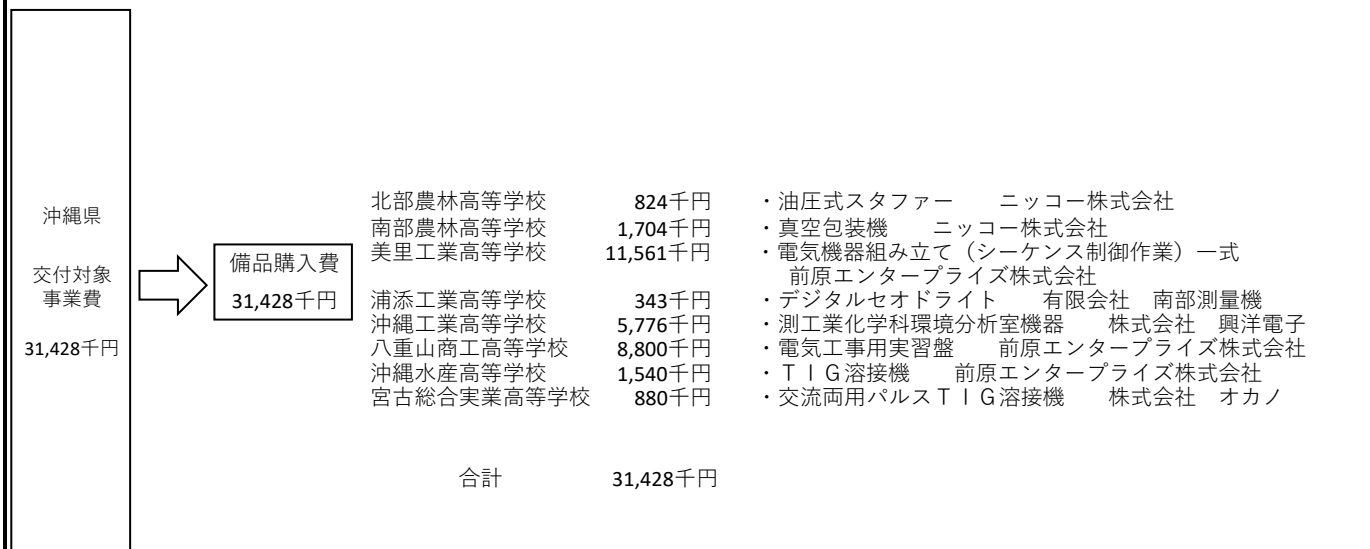 沖縄県
交付対象
事業費
31,428千円
備品購入費
31,428千円
北部農林高等学校 824千円 ・油圧式スタファー ニッコー株式会社
南部農林高等学校 1,704千円 ・真空包装機 ニッコー株式会社
美里工業高等学校 11,561千円 ・電気機器組み立て（シーケンス制御作業）一式
前原エンタープライズ株式会社
浦添工業高等学校 343千円 ・デジタルセオドライト 有限会社 南部測量機
沖縄工業高等学校 5,776千円 ・測工業化学科環境分析室機器 株式会社 興洋電子
八重山商工高等学校 8,800千円 ・電気工事用実習盤 前原エンタープライズ株式会社
沖縄水産高等学校 1,540千円 ・ＴＩＧ溶接機 前原エンタープライズ株式会社
宮古総合実業高等学校 880千円 ・交流両用パルスＴＩＧ溶接機 株式会社 オカノ
合計 31,428千円